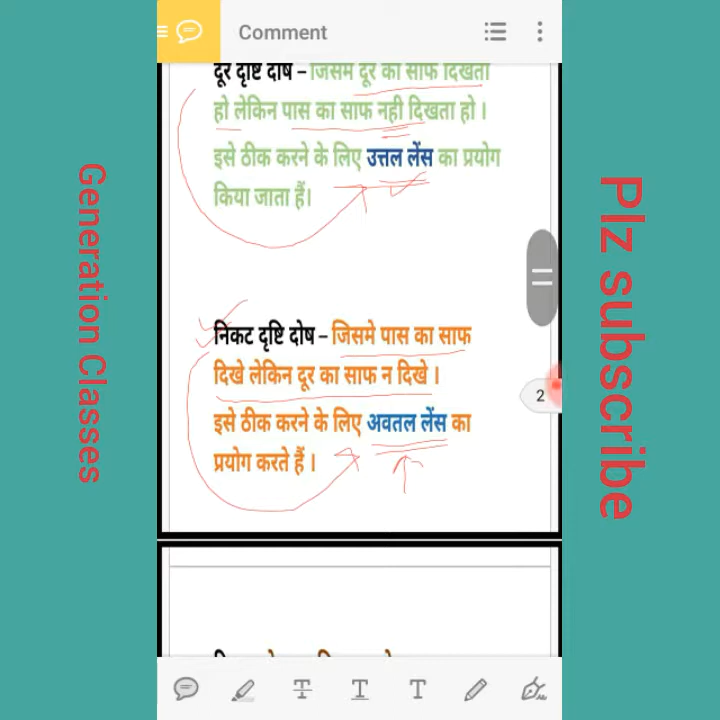 Comment
दूर दृष्टि दोष – जिसमे दूर का साफ दिखता
हो लेकिन पास का साफ नही दिखता हो ।
इसे ठीक करने के लिए उत्तल लेंस का प्रयोग
किया जाता हैं।
निकट दृष्टि दोष – जिसमे पास का साफ
दिखे लेकिन दूर का साफ न दिखे ।
इसे ठीक करने के लिए अवतल लेंस का
प्रयोग करते हैं ।
2
Generation Classes
Plz subscribe